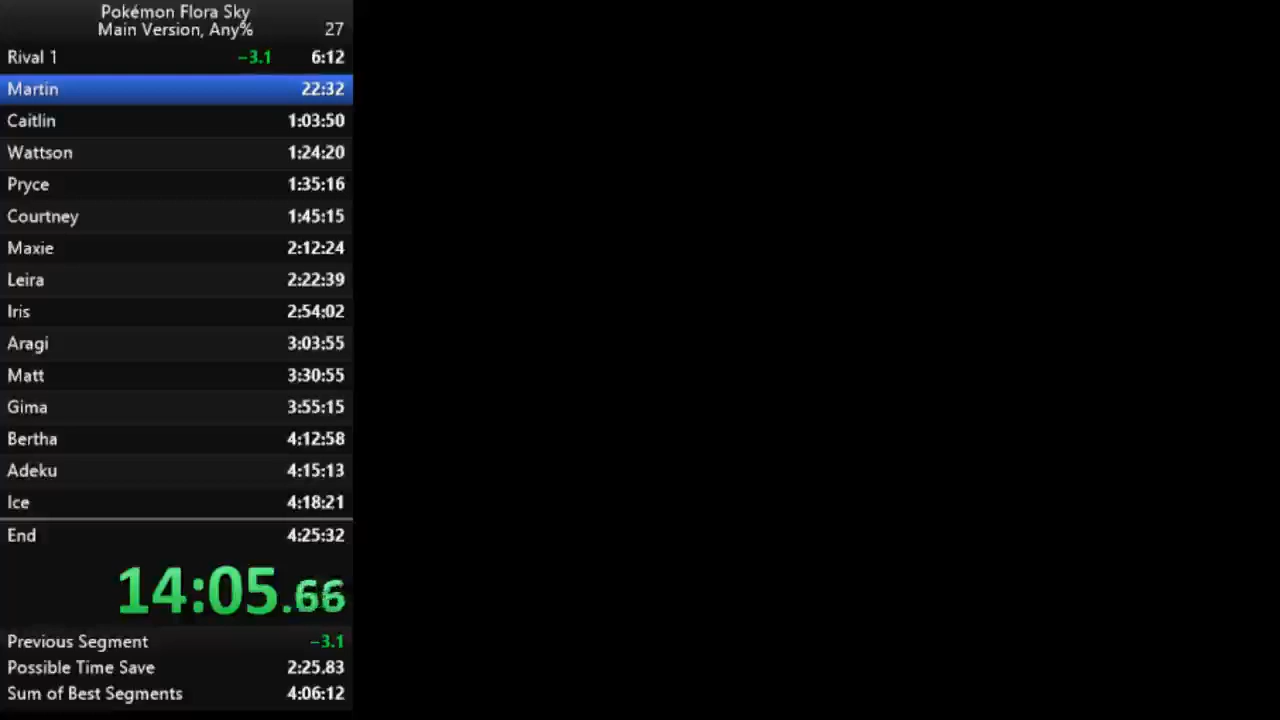 Pokémon Flora Sky
Main Version, Any% 27
Rival 1 −3.1 6:12
Martin 22:32
Caitlin 1:03:50
Wattson 1:24:20
Pryce 1:35:16
Courtney 1:45:15
Maxie 2:12:24
Leira 2:22:39
Iris 2:54:02
Aragi 3:03:55
Matt 3:30:55
Gima 3:55:15
Bertha 4:12:58
Adeku 4:15:13
Ice 4:18:21
End 4:25:32
14:05.66
Previous Segment −3.1
Possible Time Save 2:25.83
Sum of Best Segments 4:06:12